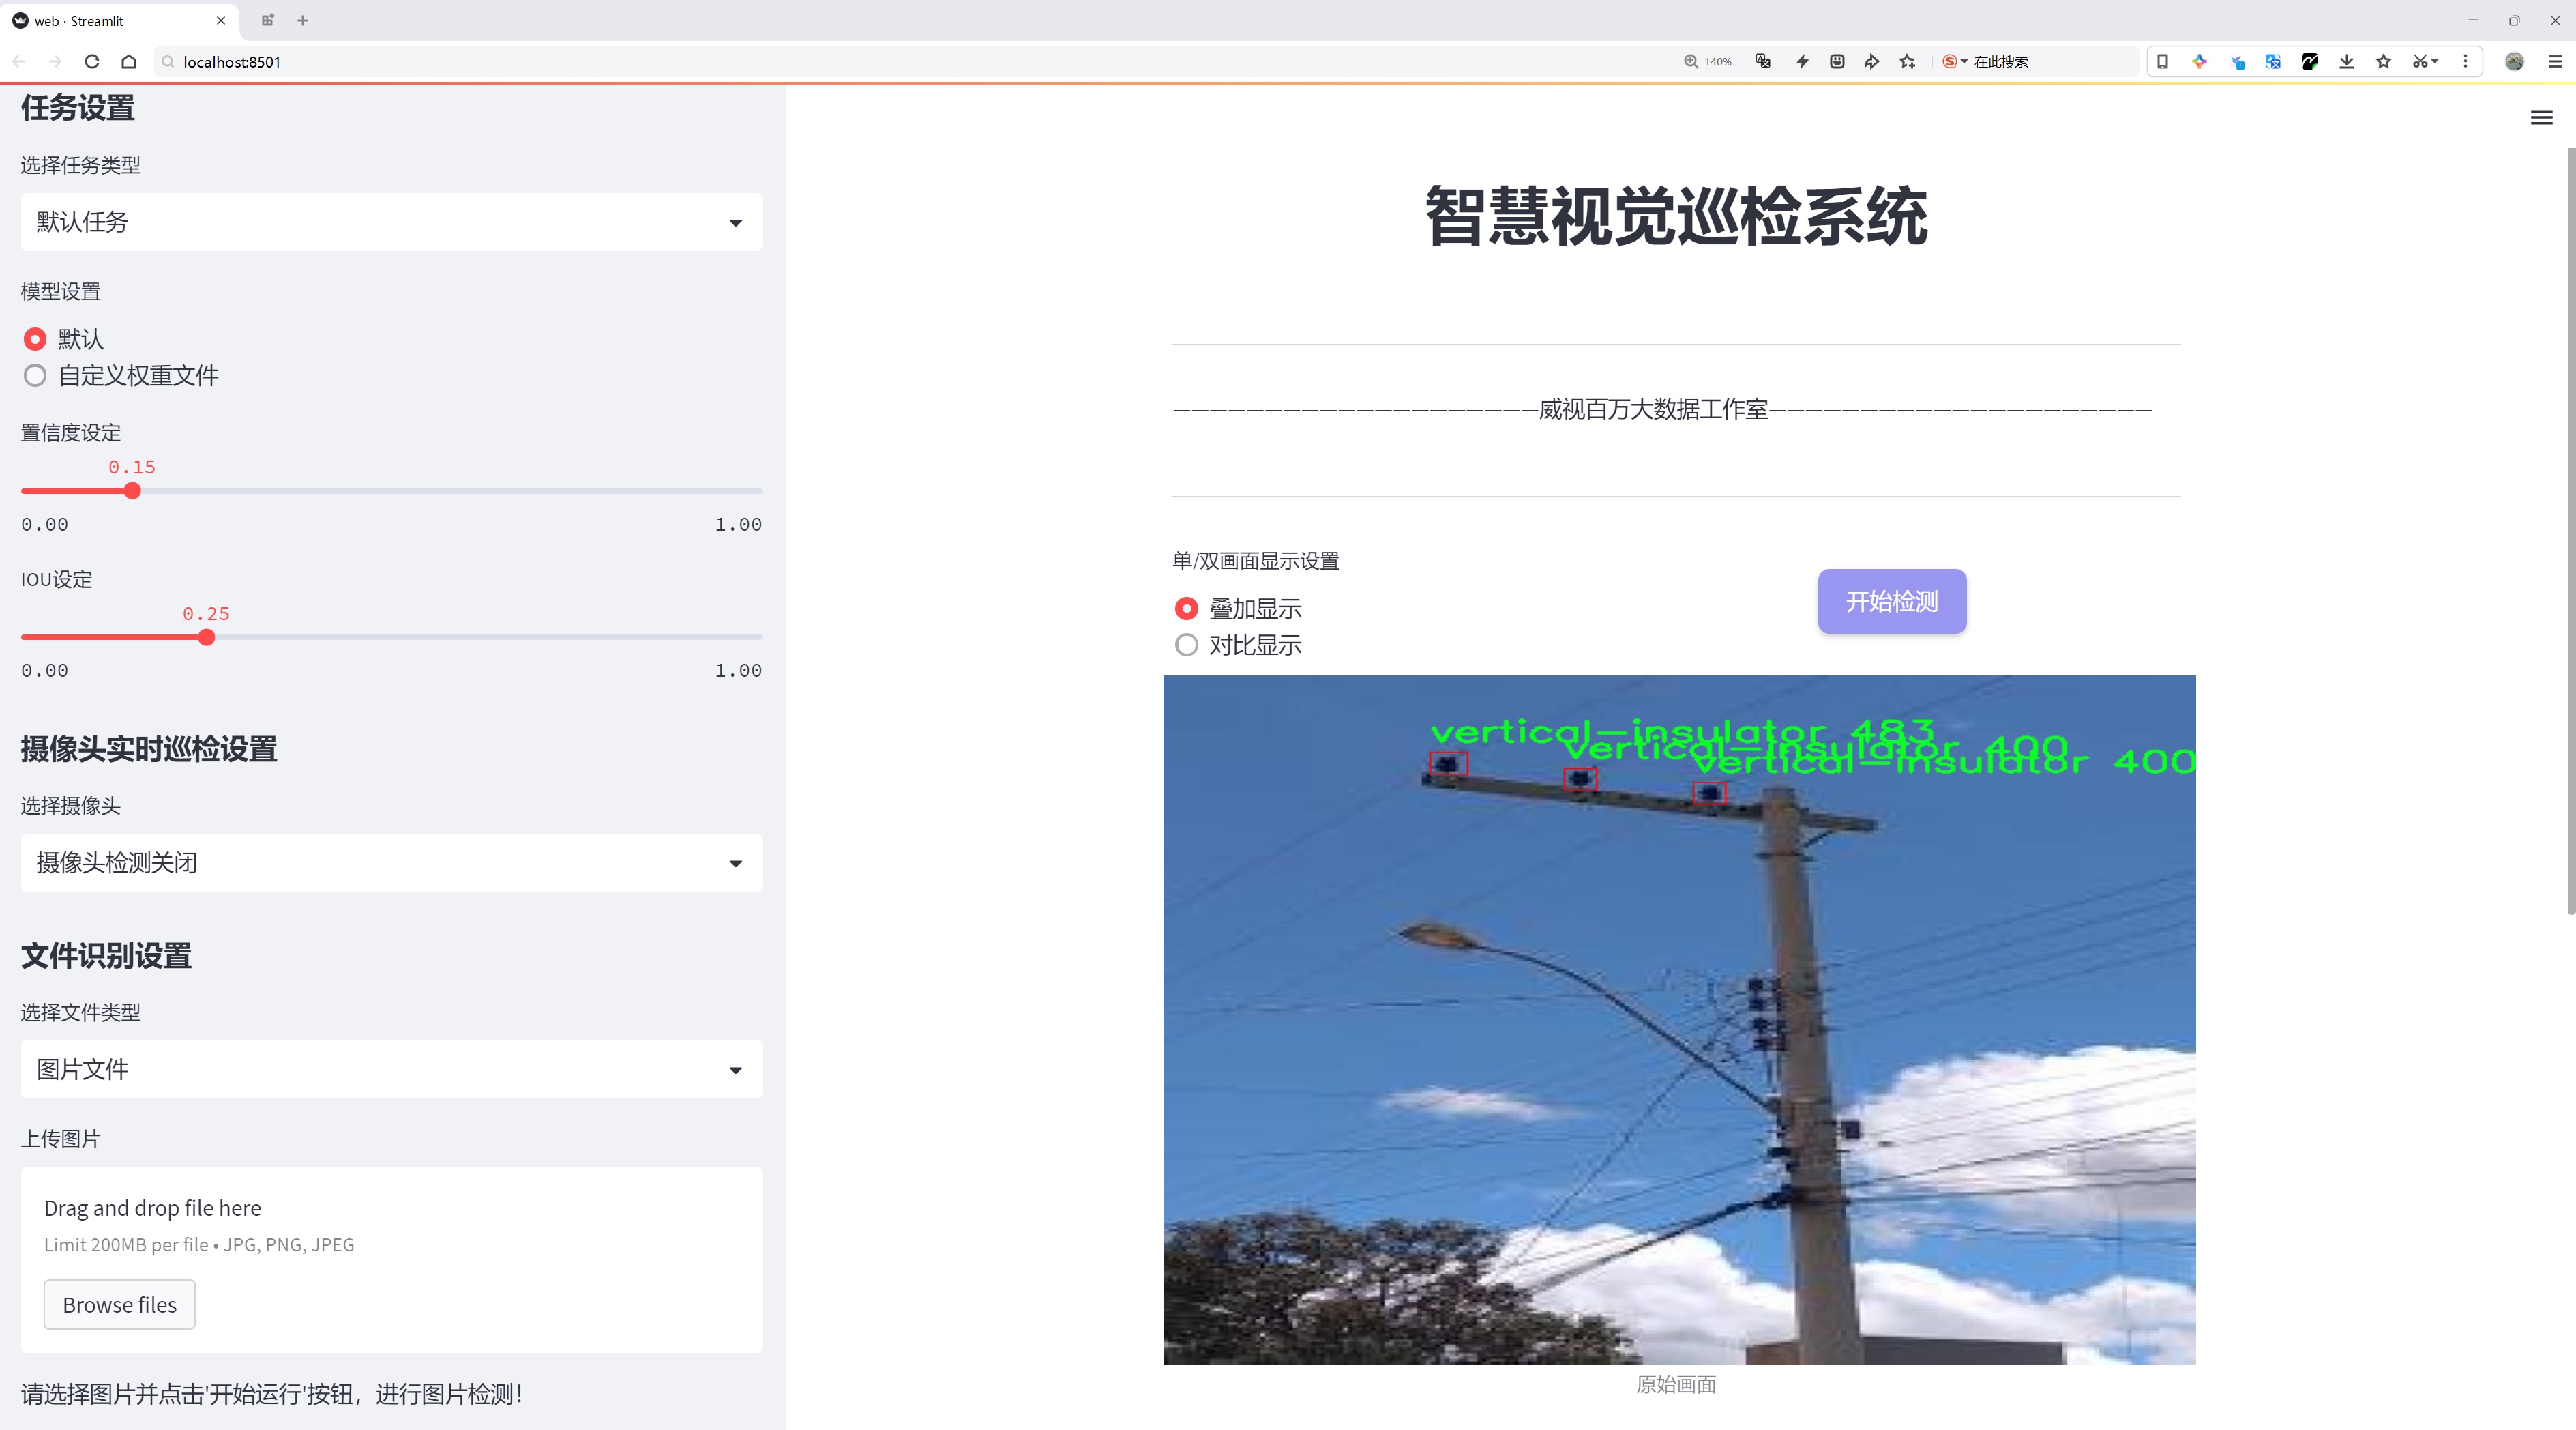 web · Streamlit
localhost:8501
140%
在此搜索
任务设置
选择任务类型
默认任务
模型设置
默认
自定义权重文件
置信度设定
0.15
0.00 1.00
IOU设定
0.25
0.00 1.00
摄像头实时巡检设置
选择摄像头
摄像头检测关闭
文件识别设置
选择文件类型
图片文件
上传图片
Drag and drop file here
Limit 200MB per file • JPG, PNG, JPEG
Browse files
请选择图片并点击'开始运行'按钮，进行图片检测！
智慧视觉巡检系统
—————————————————————威视百万大数据工作室——————————————————————
单/双画面显示设置
叠加显示
对比显示
开始检测
vertical-insulator 483
vertical-insulator 400
vertical-insulator 400
原始画面